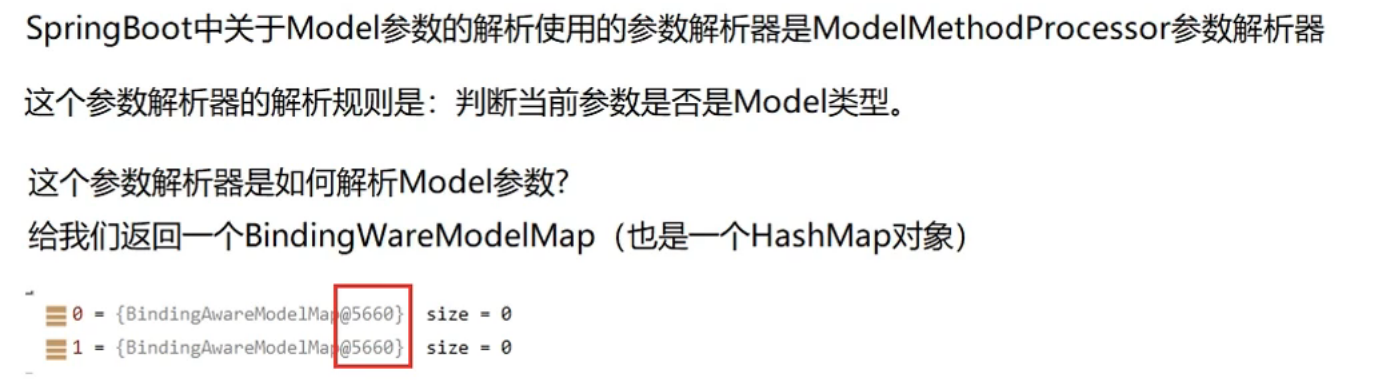 SpringBoot中关于Model参数的解析使用的参数解析器是ModelMethodProcessor参数解析器
这个参数解析器的解析规则是：判断当前参数是否是Model类型。
这个参数解析器是如何解析Model参数?
给我们返回一个BindingWareModelMap（也是一个HashMap对象）
0 = {BindingAwareModelMap@5660} size = 0
1 = {BindingAwareModelMap@5660} size = 0